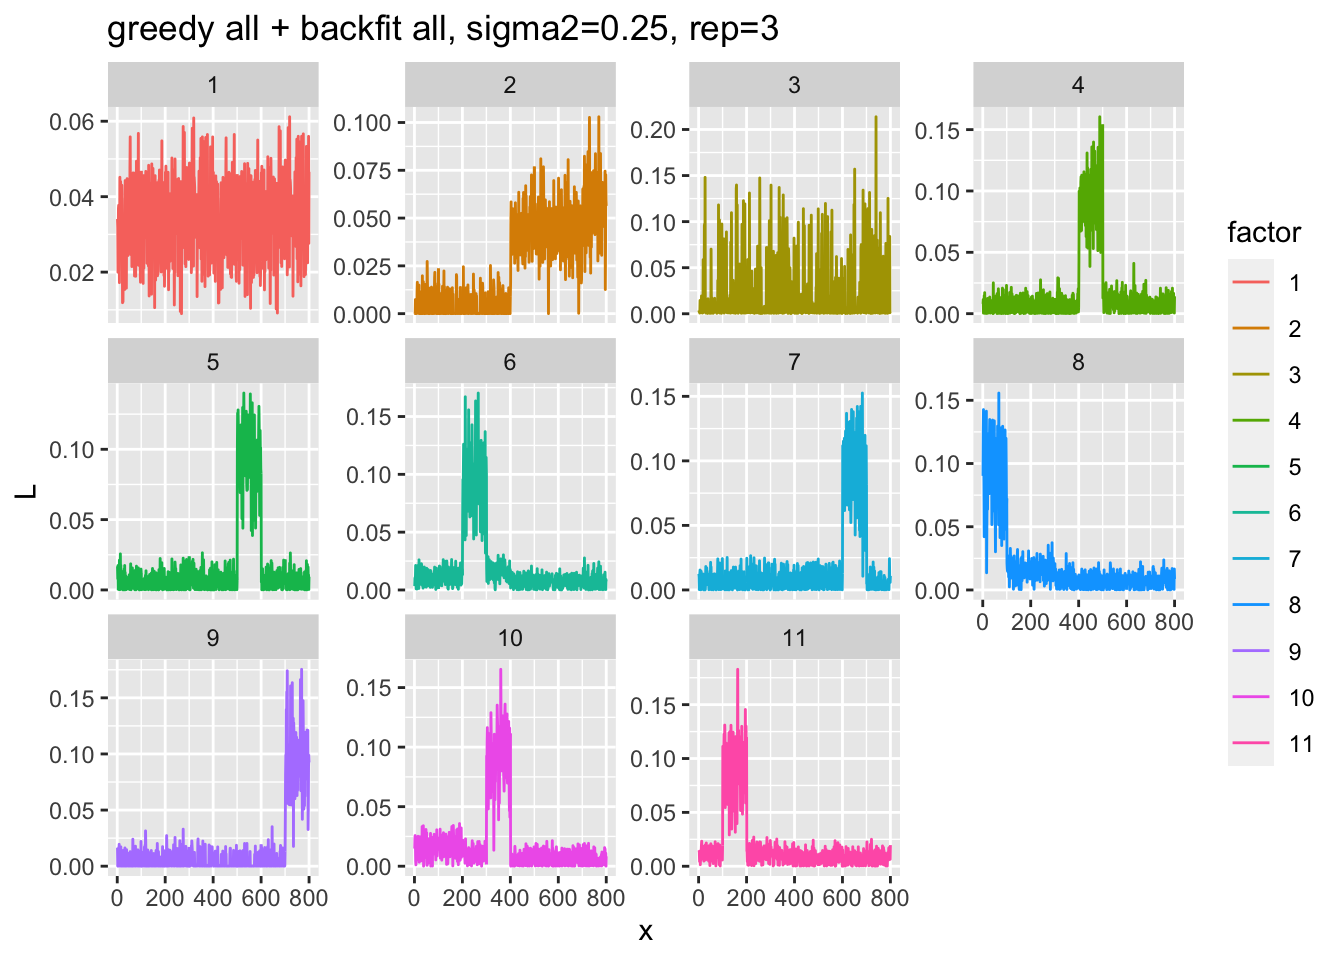 greedy all + backfit all, sigma2=0.25, rep=3
1 2 3 4
0.06 0.04 0.02
0.100 0.075 0.050 0.025 0.000
0.20 0.15 0.10 0.05 0.00
0.15 0.10 0.05 0.00
5 6 7 8
0.10 0.05 0.00
0.15 0.10 0.05 0.00
0.15 0.10 0.05 0.00
0.15 0.10 0.05 0.00
0 200 400 600 800
9 10 11
0.15 0.10 0.05 0.00
0.15 0.10 0.05 0.00
0.15 0.10 0.05 0.00
0 200 400 600 800
0 200 400 600 800
0 200 400 600 800
L
x
factor
1
2
3
4
5
6
7
8
9
10
11